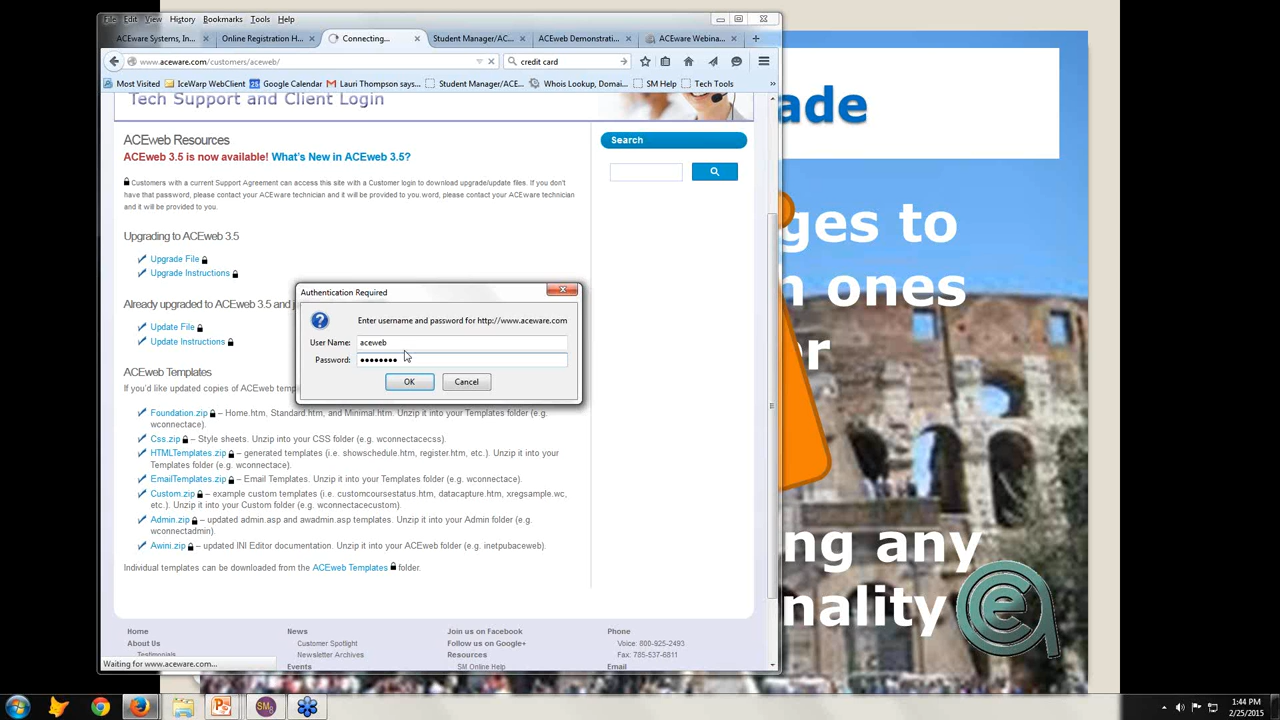 File Edit View History Bookmarks Tools Help
ACEware Systems, In...
Online Registration H...
Connecting...
Student Manager/AC...
ACEweb Demonstrati...
ACEware Webina...
www.aceware.com/customers/aceweb/
credit card
Most Visited
IceWarp WebClient
Google Calendar
Lauri Thompson says...
Student Manager/ACE...
Whois Lookup, Domai...
SM Help
Tech Tools
Tech Support and Client Login
ACEweb Resources
ACEweb 3.5 is now available! What's New in ACEweb 3.5?
Customers with a current Support Agreement can access this site with a Customer login to download upgrade/update files. If you don't
have that password, please contact your ACEware technician and it will be provided to you.word, please contact your ACEware technician
and it will be provided to you.
Search
Upgrading to ACEweb 3.5
Upgrade File
Upgrade Instructions
Already upgraded to ACEweb 3.5 and j
Update File
Update Instructions
Authentication Required
Enter username and password for http://www.aceware.com
User Name: aceweb
Password: ●●●●●●●●
OK Cancel
ACEweb Templates
If you'd like updated copies of ACEweb temp
Foundation.zip – Home.htm, Standard.htm, and Minimal.htm. Unzip it into your Templates folder (e.g.
wconnectace).
Css.zip – Style sheets. Unzip into your CSS folder (e.g. wconnectacecss).
HTMLTemplates.zip – generated templates (i.e. showschedule.htm, register.htm, etc.). Unzip it into your
Templates folder (e.g. wconnectace).
EmailTemplates.zip – Email Templates. Unzip it into your Templates folder (e.g. wconnectace).
Custom.zip – example custom templates (i.e. customcoursestatus.htm, datacapture.htm, xregsample.wc,
etc.). Unzip it into your Custom folder (e.g. wconnectacecustom).
Admin.zip – updated admin.asp and awadmin.asp templates. Unzip it into your Admin folder (e.g.
wconnectadmin).
Awini.zip – updated INI Editor documentation. Unzip it into your ACEweb folder (e.g. inetpubaceweb).
Individual templates can be downloaded from the ACEweb Templates folder.
Home
About Us
Testimonials
News
Customer Spotlight
Newsletter Archives
Events
Join us on Facebook
Follow us on Google+
Resources
SM Online Help
Phone
Voice: 800-925-2493
Fax: 785-537-6811
Email
Waiting for www.aceware.com...
ade
ges to
n ones
r
ng any
nality
1:44 PM
2/25/2015